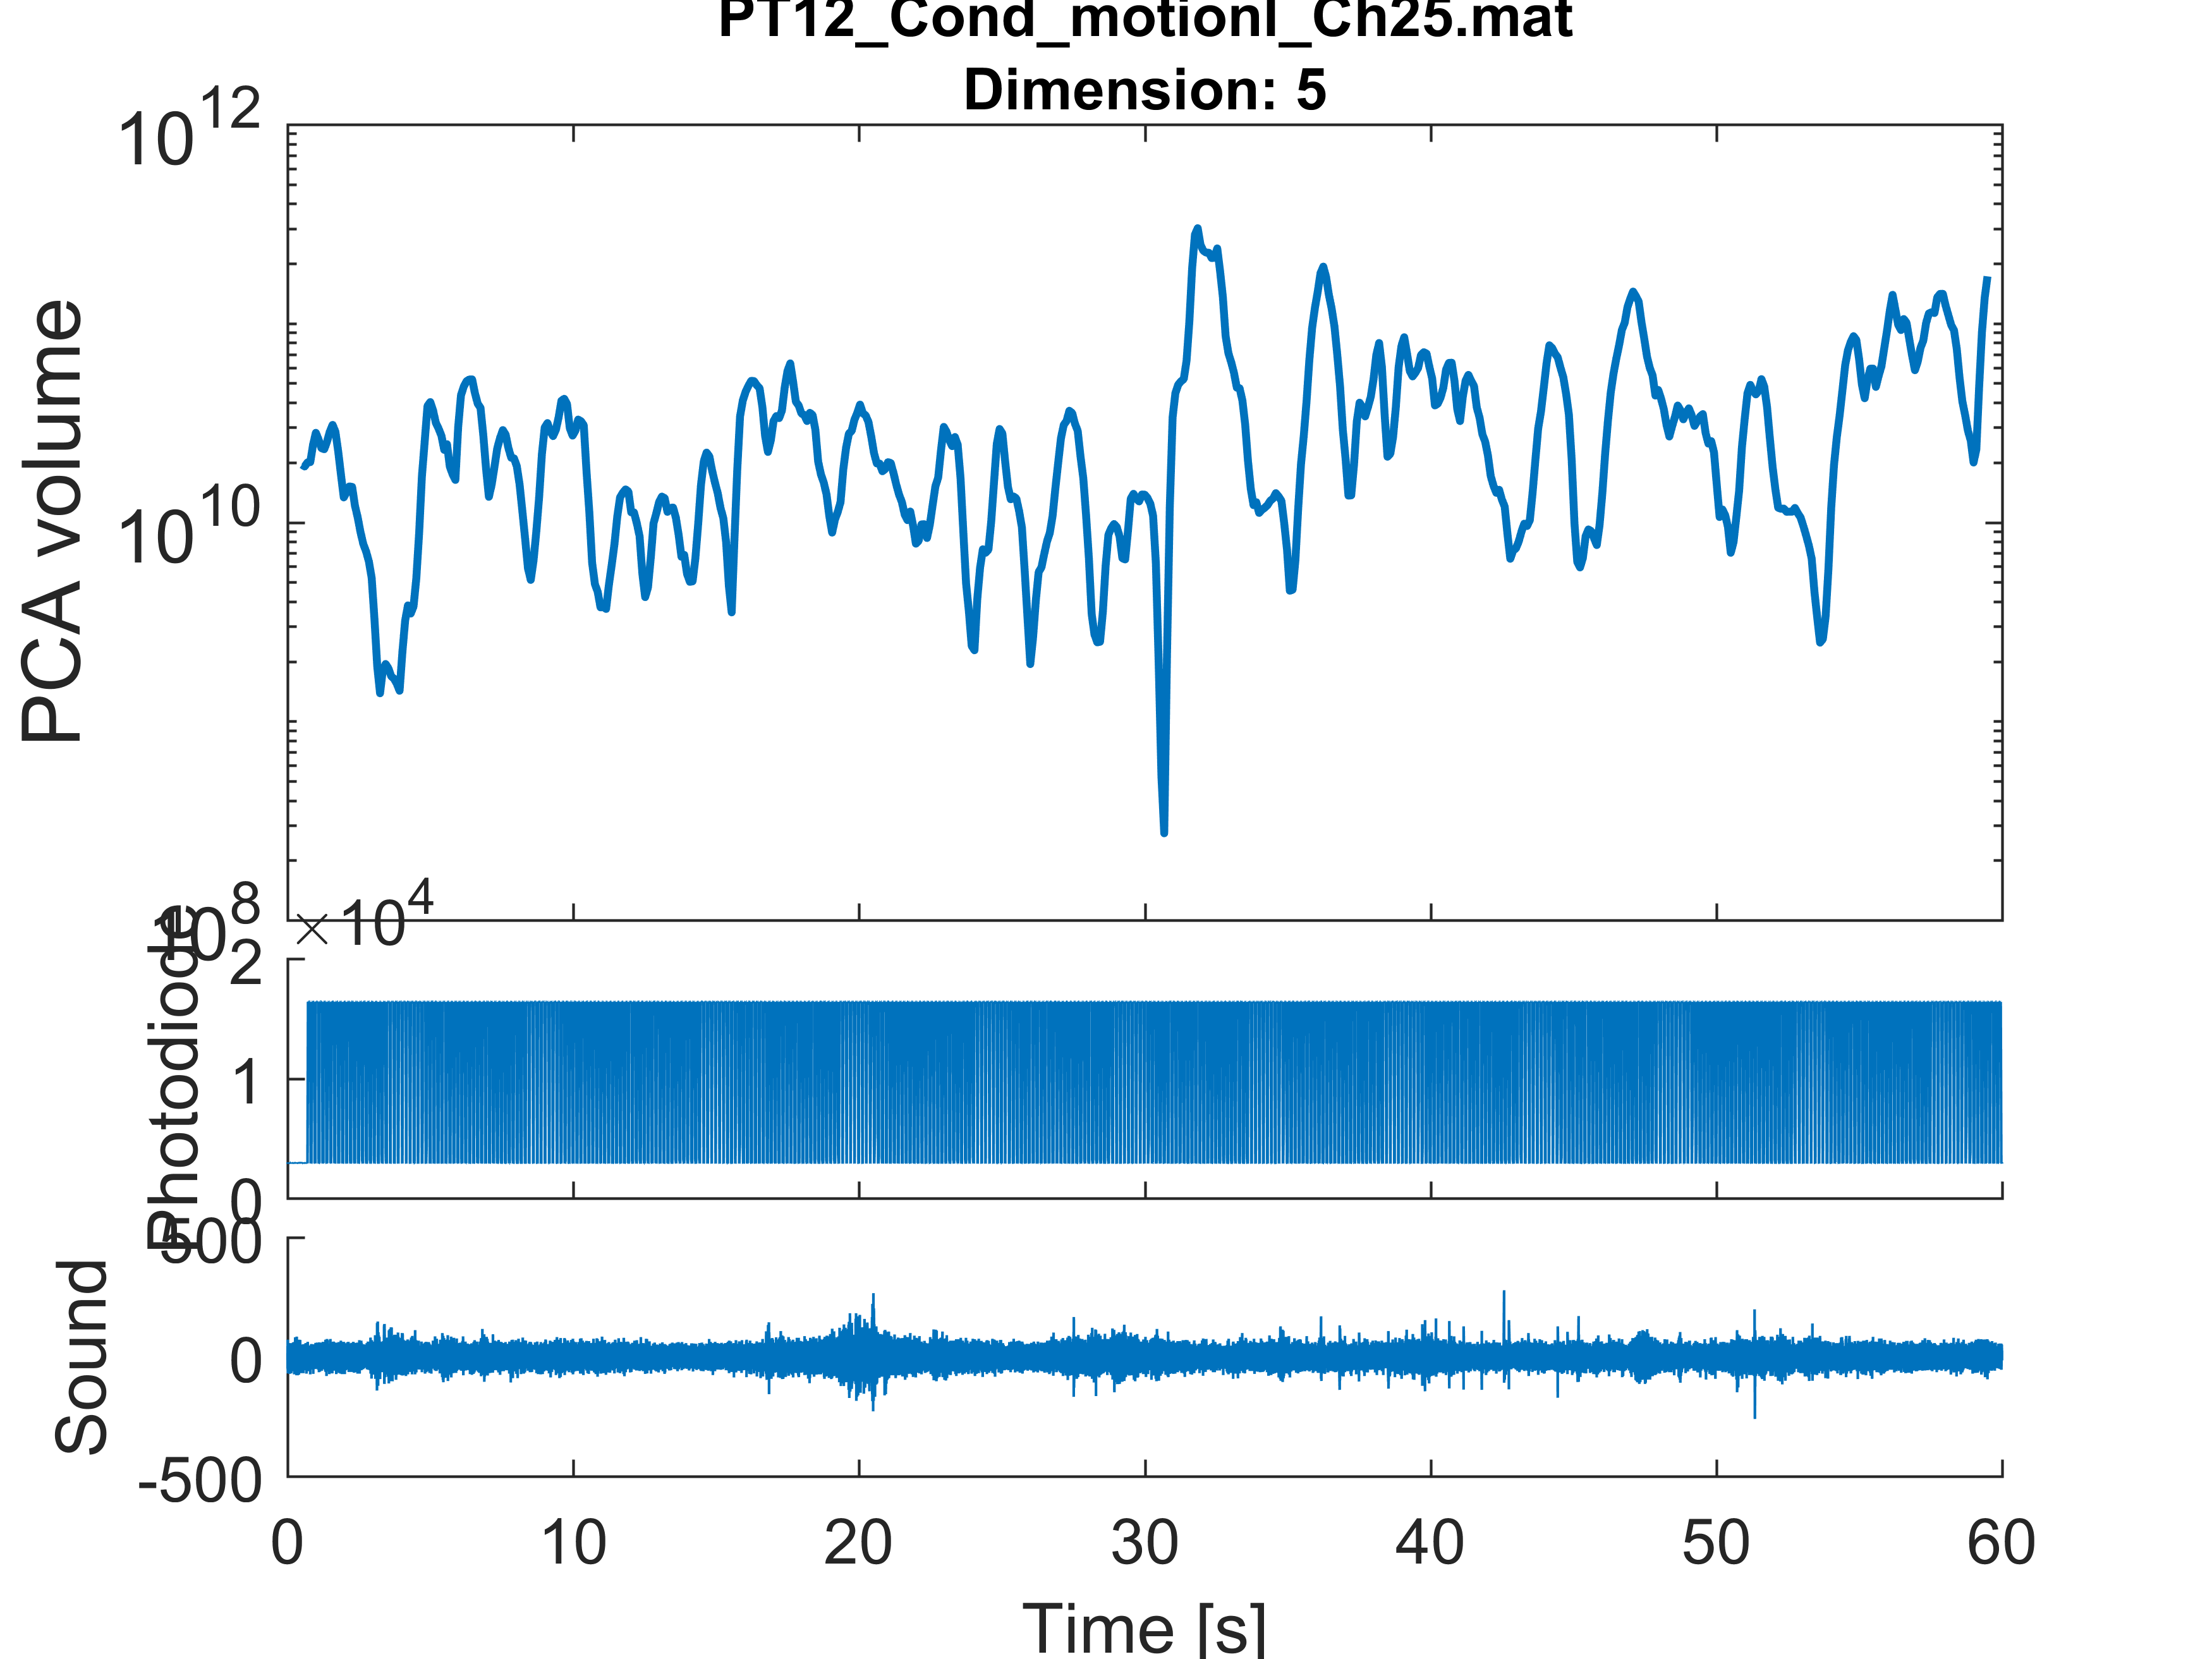 PT12_Cond_motionI_Ch25.mat
Dimension: 5
10^12
10^10
10^8
PCA volume
×10^4
2
1
0
Photodiode
500
0
-500
Sound
0 10 20 30 40 50 60
Time [s]